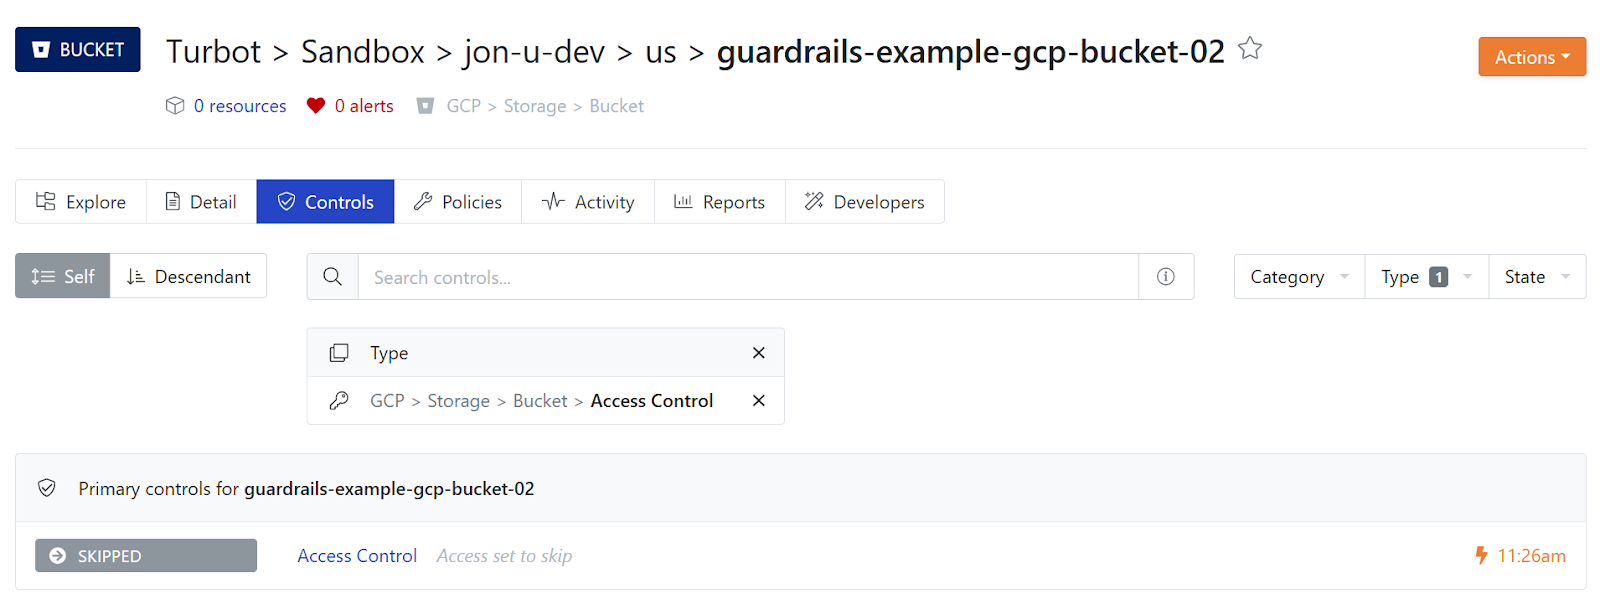 BUCKET Turbot > Sandbox > jon-u-dev > us > guardrails-example-gcp-bucket-02 Actions
0 resources 0 alerts GCP > Storage > Bucket
Explore Detail Controls Policies Activity Reports Developers
Self Descendant Search controls... Category Type 1 State
Type
GCP > Storage > Bucket > Access Control
Primary controls for guardrails-example-gcp-bucket-02
SKIPPED Access Control Access set to skip 11:26am